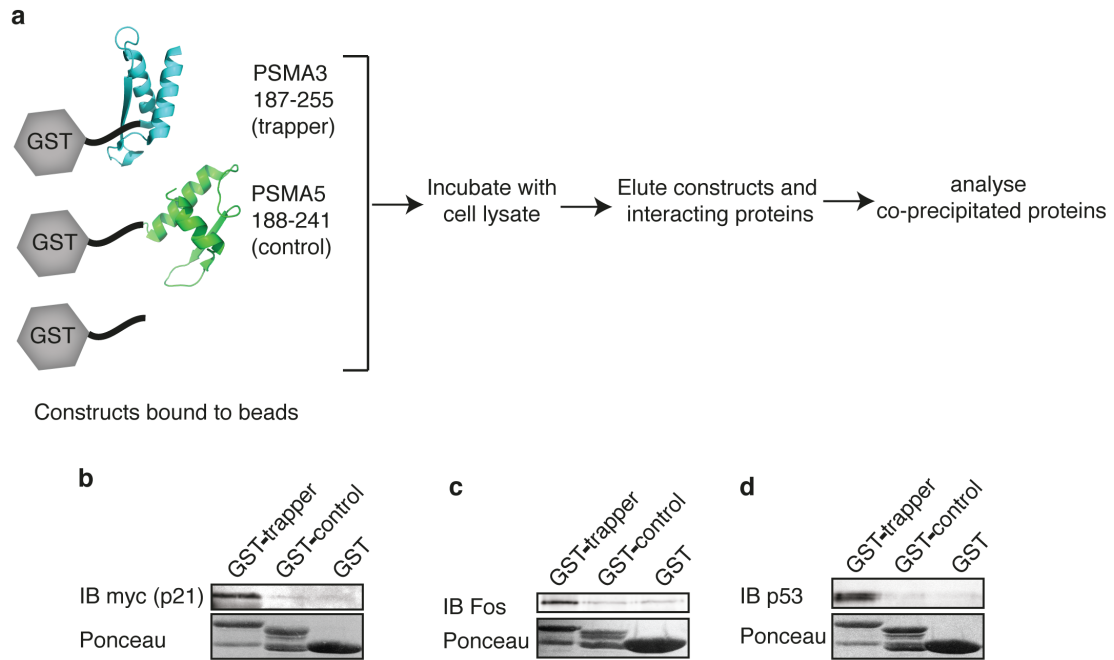 a
GST
PSMA3
187-255
(trapper)
GST
PSMA5
188-241
(control)
GST
Constructs bound to beads
Incubate with
cell lysate
Elute constructs and
interacting proteins
analyse
co-precipitated proteins
b
GST-trapper
GST-control
GST
IB myc (p21)
Ponceau
c
GST-trapper
GST-control
GST
IB Fos
Ponceau
d
GST-trapper
GST-control
GST
IB p53
Ponceau